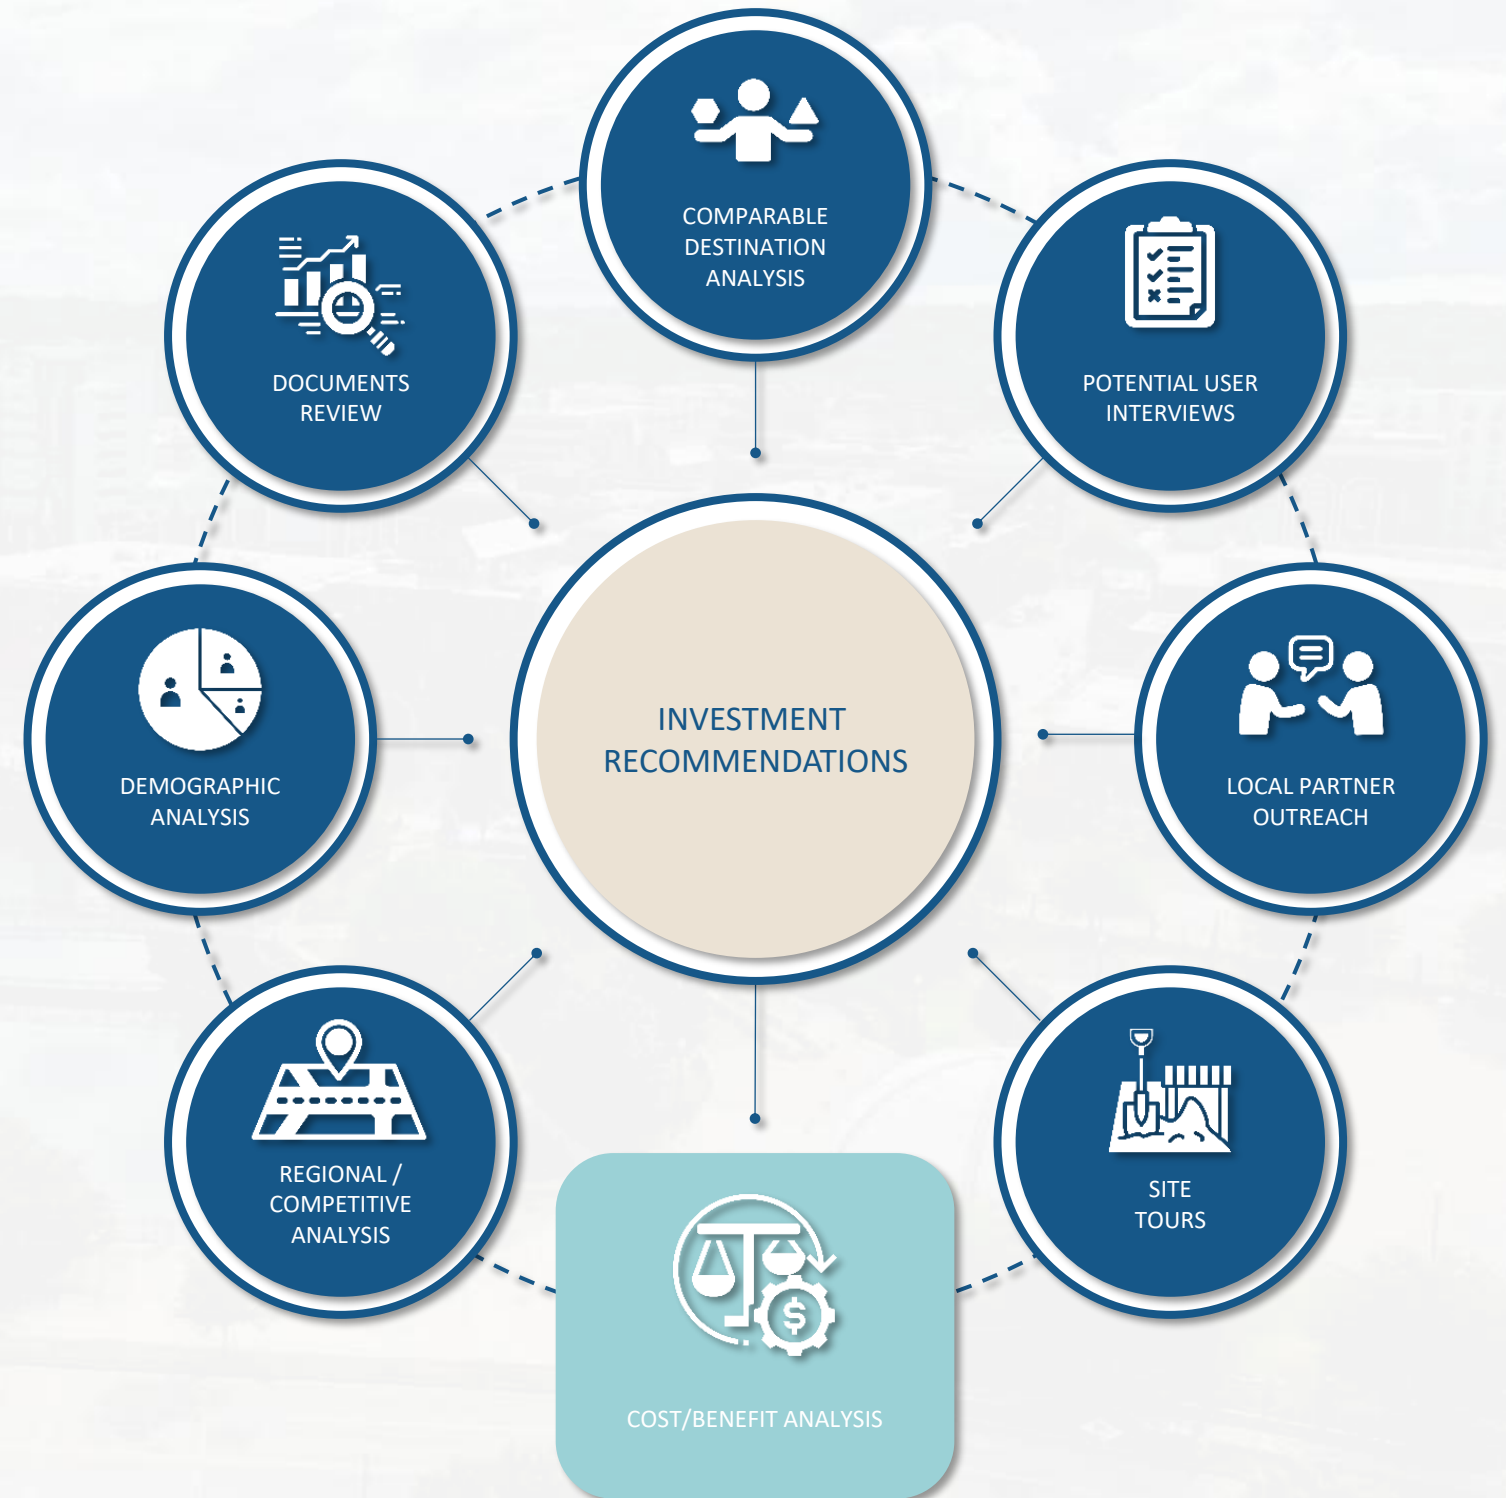 COMPARABLE
DESTINATION
ANALYSIS
DOCUMENTS
REVIEW
POTENTIAL USER
INTERVIEWS
DEMOGRAPHIC
ANALYSIS
INVESTMENT
RECOMMENDATIONS
LOCAL PARTNER
OUTREACH
REGIONAL /
COMPETITIVE
ANALYSIS
SITE
TOURS
$
COST/BENEFIT ANALYSIS